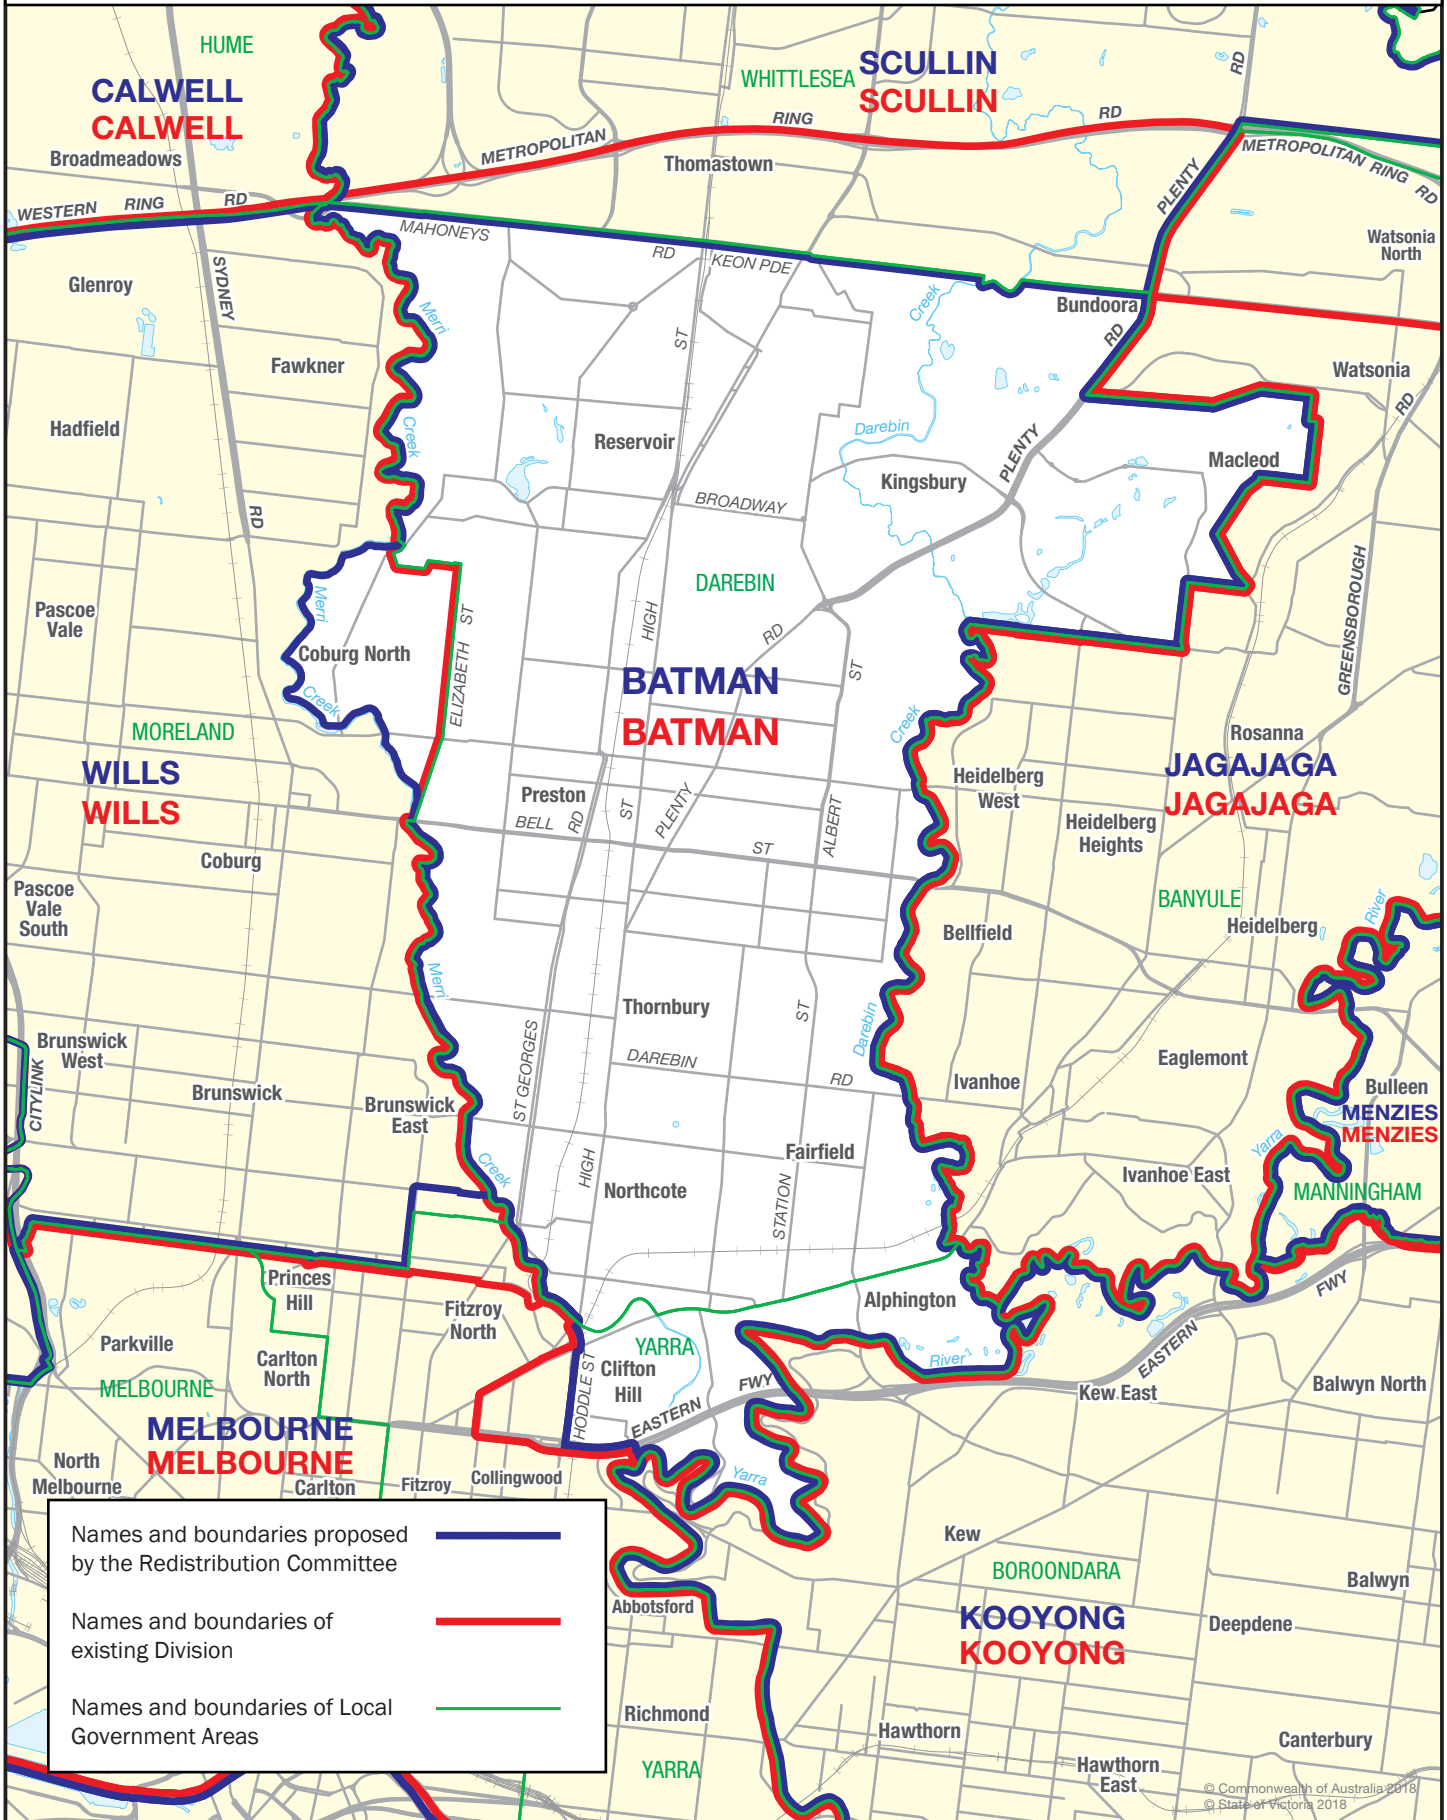 HUME
CALWELL
CALWELL
Broadmeadows
WHITTLESEA
SCULLIN
SCULLIN
RD
METROPOLITAN
RING
RD
Thomastown
METROPOLITAN RING RD
PLENTY
WESTERN
RING
RD
MAHONEYS
RD
KEON PDE
Watsonia
North
Glenroy
SYDNEY
Merri
Creek
Bundoora
RD
ST
Fawkner
Watsonia
RD
Hadfield
Creek
Reservoir
Darebin
PLENTY
Macleod
Kingsbury
BROADWAY
RD
GREENSBOROUGH
DAREBIN
Pascoe
Vale
Merri
ST
HIGH
RD
Coburg North
ELIZABETH
ST
Creek
BATMAN
BATMAN
Creek
MORELAND
Rosanna
WILLS
WILLS
JAGAJAGA
JAGAJAGA
Heidelberg
West
Preston
BELL
RD
ST
PLENTY
ST
ALBERT
Heidelberg
Heights
Coburg
Pascoe
Vale
South
BANYULE
River
Heidelberg
Bellfield
Merri
Thornbury
ST
Darebin
Brunswick
West
CITYLINK
ST GEORGES
DAREBIN
RD
Eaglemont
Ivanhoe
Bulleen
MENZIES
MENZIES
Brunswick
Brunswick
East
Creek
HIGH
Fairfield
Yarra
Ivanhoe East
Northcote
STATION
MANNINGHAM
Princes
Hill
Fitzroy
North
Alphington
FWY
Parkville
Carlton
North
YARRA
Clifton
Hill
HODDLE ST
River
EASTERN
MELBOURNE
FWY
EASTERN
Kew East
Balwyn North
MELBOURNE
MELBOURNE
North
Melbourne
Carlton
Fitzroy
Collingwood
Yarra
Names and boundaries proposed
by the Redistribution Committee
Names and boundaries of
existing Division
Names and boundaries of Local
Government Areas
Kew
BOROONDARA
Balwyn
Abbotsford
KOOYONG
KOOYONG
Deepdene
Richmond
Hawthorn
Canterbury
YARRA
Hawthorn
East
© Commonwealth of Australia 2018
© State of Victoria 2018